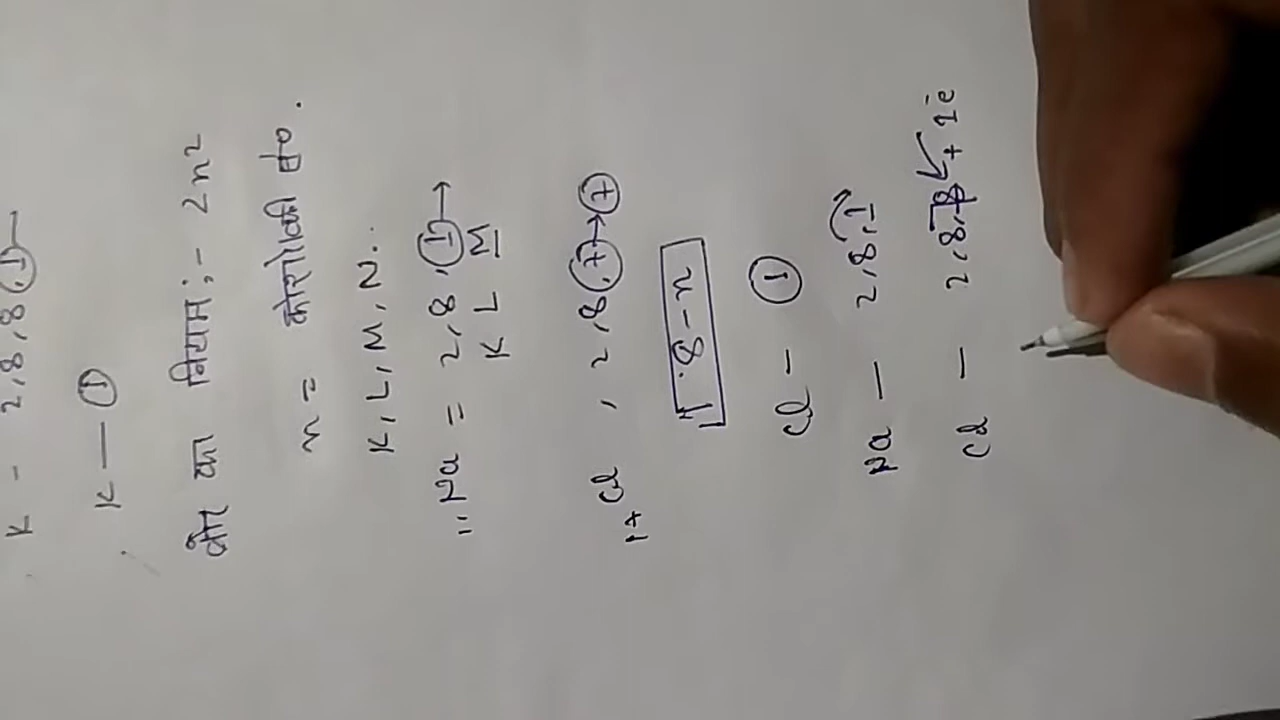 K - 2,8,8,1 —
K — 1
बोर का नियम:- 2n²
n = कोशो की सं०.
K, L, M, N..
₁₁Na = 2,8,1 →
K L M
₁₇Cl , 2,8,7 → 7
8-n
Cl - 1
Na — 2,8,1
Cl — 2,8,8 + 1e